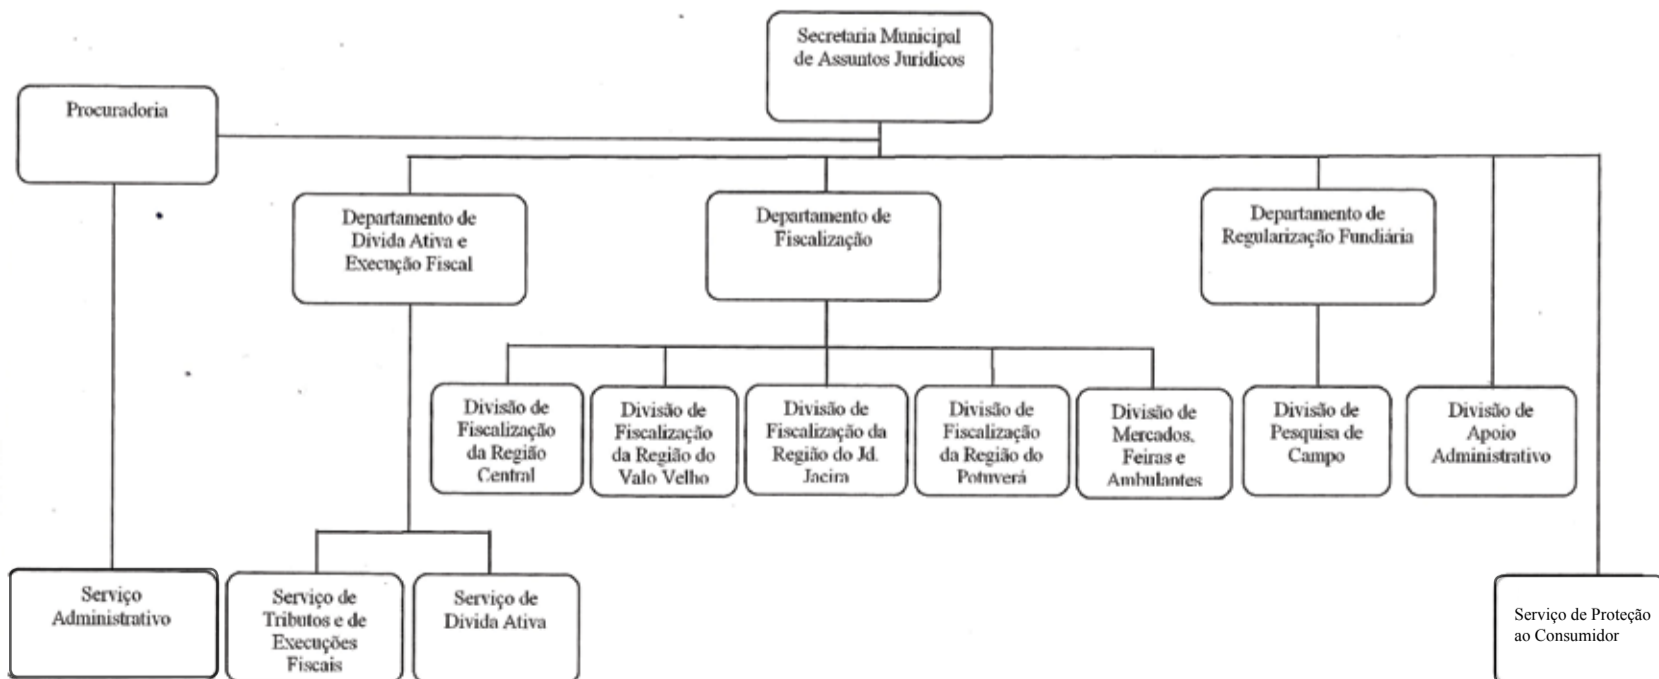 Secretaria Municipal
de Assuntos Jurídicos
Procuradoria
Departamento de
Dívida Ativa e
Execução Fiscal
Departamento de
Fiscalização
Departamento de
Regularização Fundiária
Divisão de
Fiscalização
da Região
Central
Divisão de
Fiscalização
da Região do
Valo Velho
Divisão de
Fiscalização da
Região do Jd.
Jacira
Divisão de
Fiscalização
da Região do
Potuverá
Divisão de
Mercados,
Feiras e
Ambulantes
Divisão de
Pesquisa de
Campo
Divisão de
Apoio
Administrativo
Serviço
Administrativo
Serviço de
Tributos e de
Execuções
Fiscais
Serviço de
Dívida Ativa
Serviço de Proteção
ao Consumidor